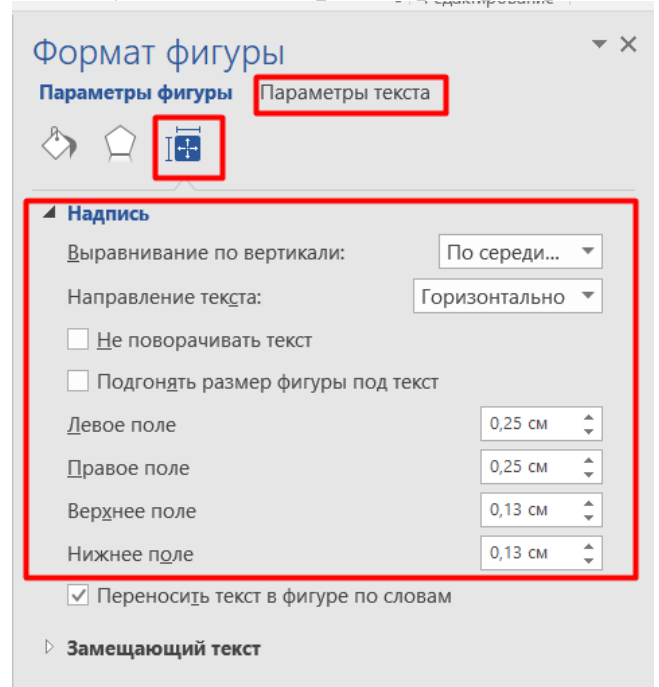 Формат фигуры
Параметры фигуры Параметры текста
Надпись
Выравнивание по вертикали: По середи...
Направление текста: Горизонтально
Не поворачивать текст
Подгонять размер фигуры под текст
Левое поле 0,25 см
Правое поле 0,25 см
Верхнее поле 0,13 см
Нижнее поле 0,13 см
Переносить текст в фигуре по словам
Замещающий текст